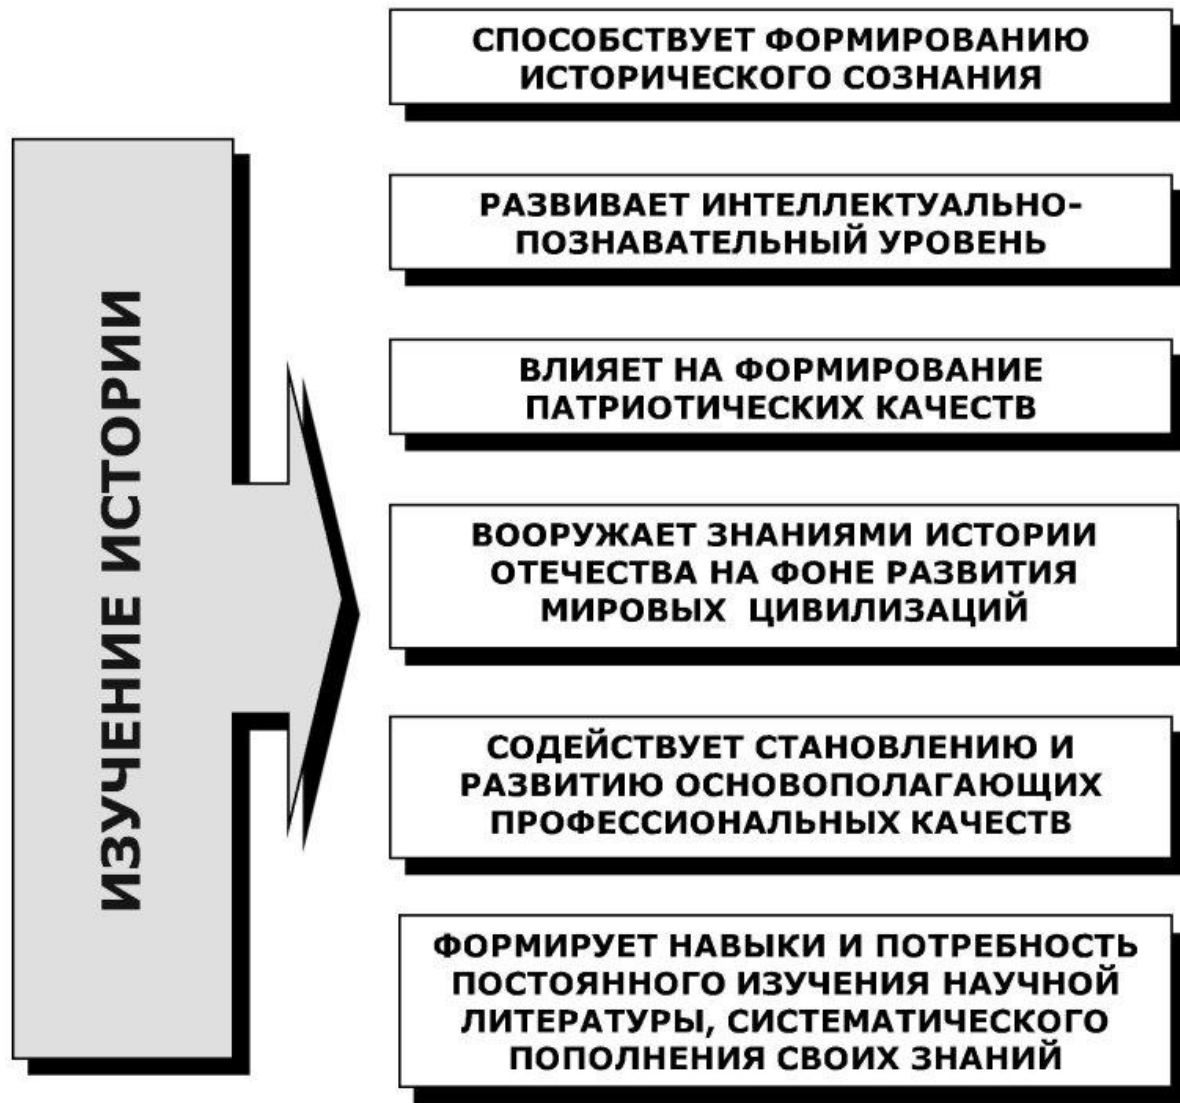 ИЗУЧЕНИЕ ИСТОРИИ
СПОСОБСТВУЕТ ФОРМИРОВАНИЮ
ИСТОРИЧЕСКОГО СОЗНАНИЯ
РАЗВИВАЕТ ИНТЕЛЛЕКТУАЛЬНО-
ПОЗНАВАТЕЛЬНЫЙ УРОВЕНЬ
ВЛИЯЕТ НА ФОРМИРОВАНИЕ
ПАТРИОТИЧЕСКИХ КАЧЕСТВ
ВООРУЖАЕТ ЗНАНИЯМИ ИСТОРИИ
ОТЕЧЕСТВА НА ФОНЕ РАЗВИТИЯ
МИРОВЫХ ЦИВИЛИЗАЦИЙ
СОДЕЙСТВУЕТ СТАНОВЛЕНИЮ И
РАЗВИТИЮ ОСНОВОПОЛАГАЮЩИХ
ПРОФЕССИОНАЛЬНЫХ КАЧЕСТВ
ФОРМИРУЕТ НАВЫКИ И ПОТРЕБНОСТЬ
ПОСТОЯННОГО ИЗУЧЕНИЯ НАУЧНОЙ
ЛИТЕРАТУРЫ, СИСТЕМАТИЧЕСКОГО
ПОПОЛНЕНИЯ СВОИХ ЗНАНИЙ